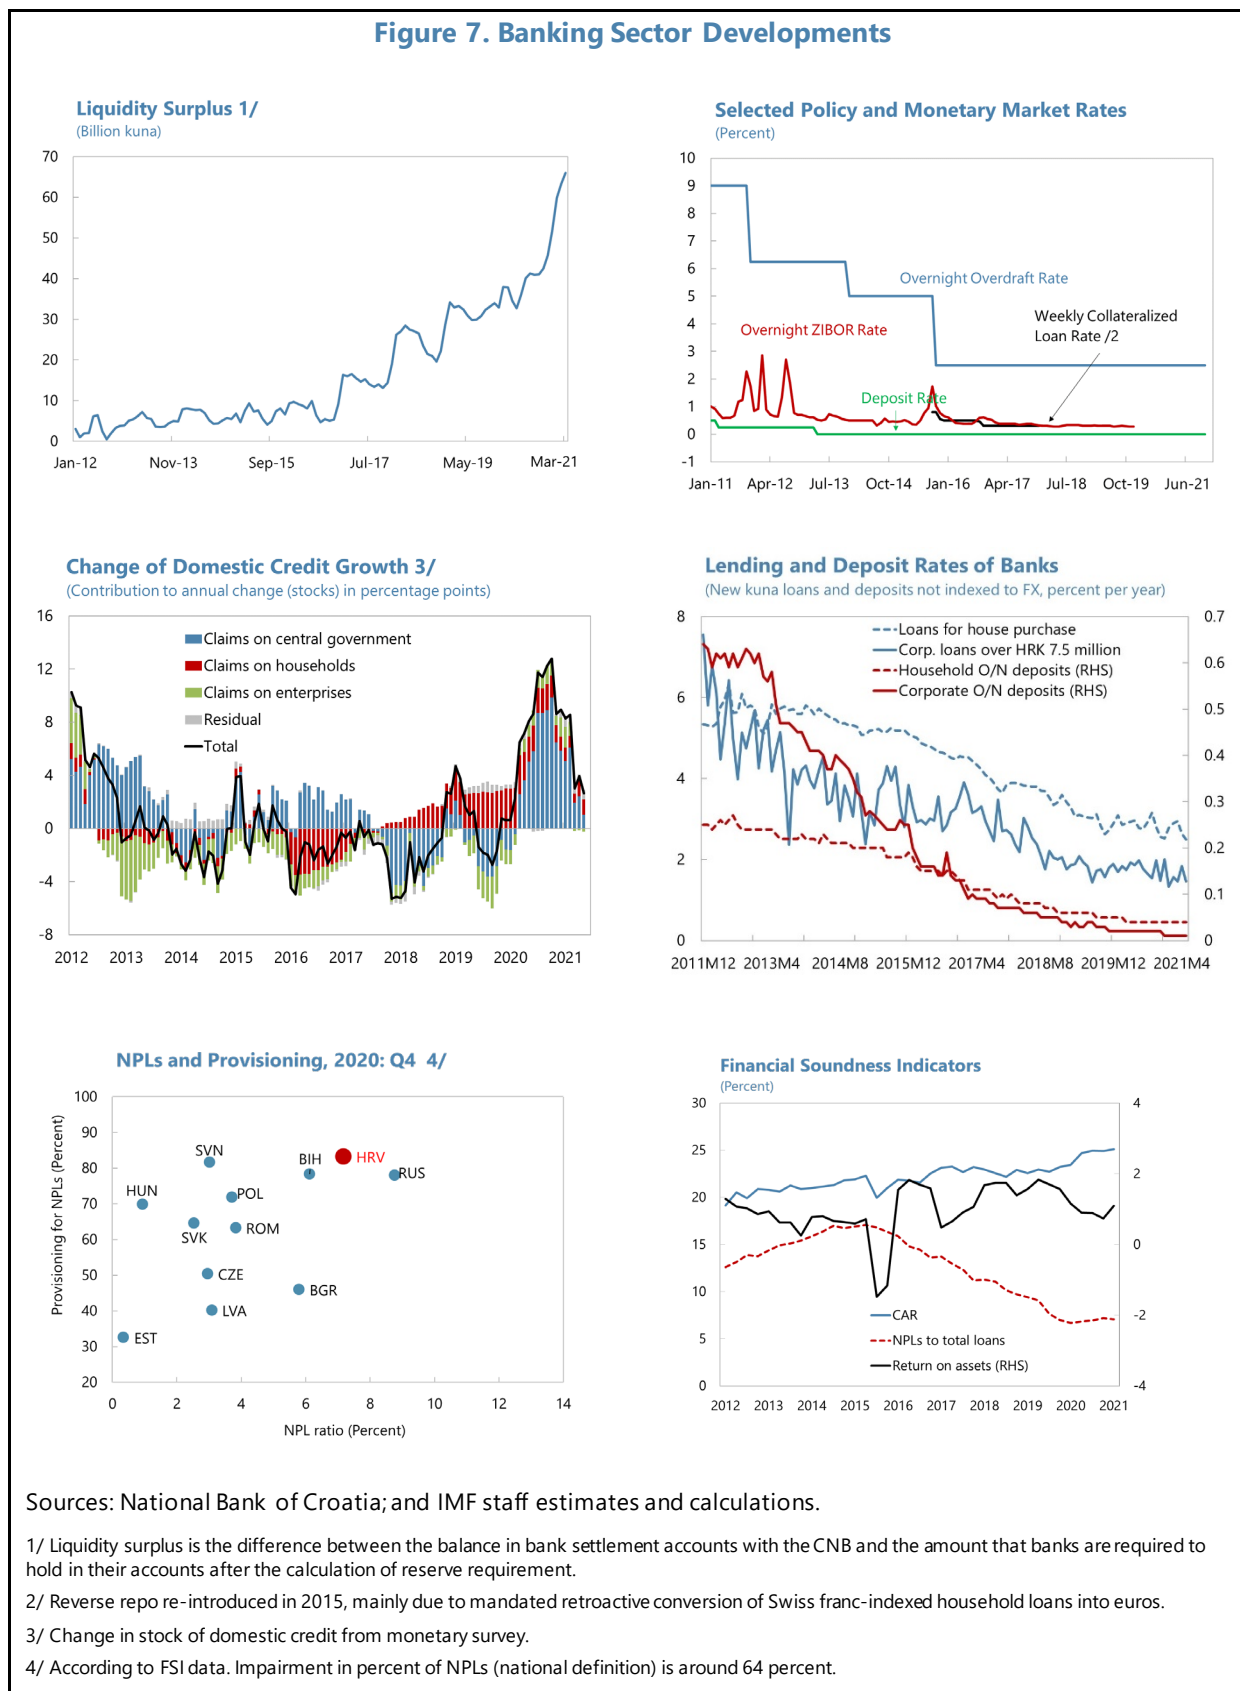 Figure 7. Banking Sector Developments
Liquidity Surplus 1/
(Billion kuna)
70
60
50
40
30
20
10
0
Jan-12 Nov-13 Sep-15 Jul-17 May-19 Mar-21
Selected Policy and Monetary Market Rates
(Percent)
10
9
8
7
6
5
4
3
2
1
0
-1
Overnight Overdraft Rate
Weekly Collateralized
Loan Rate /2
Overnight ZIBOR Rate
Deposit Rate
Jan-11 Apr-12 Jul-13 Oct-14 Jan-16 Apr-17 Jul-18 Oct-19 Jun-21
Change of Domestic Credit Growth 3/
(Contribution to annual change (stocks) in percentage points)
16
12
8
4
0
-4
-8
Claims on central government
Claims on households
Claims on enterprises
Residual
Total
2012 2013 2014 2015 2016 2017 2018 2019 2020 2021
Lending and Deposit Rates of Banks
(New kuna loans and deposits not indexed to FX, percent per year)
8
6
4
2
0
0.7
0.6
0.5
0.4
0.3
0.2
0.1
0
Loans for house purchase
Corp. loans over HRK 7.5 million
Household O/N deposits (RHS)
Corporate O/N deposits (RHS)
2011M12 2013M4 2014M8 2015M12 2017M4 2018M8 2019M12 2021M4
NPLs and Provisioning, 2020: Q4 4/
Provisioning for NPLs (Percent)
100
90
80
70
60
50
40
30
20
SVN
BIH
HRV
RUS
HUN
POL
SVK
ROM
CZE
BGR
LVA
EST
0 2 4 6 8 10 12 14
NPL ratio (Percent)
Financial Soundness Indicators
(Percent)
30
25
20
15
10
5
0
4
2
0
-2
-4
CAR
NPLs to total loans
Return on assets (RHS)
2012 2013 2014 2015 2016 2017 2018 2019 2020 2021
Sources: National Bank of Croatia; and IMF staff estimates and calculations.
1/ Liquidity surplus is the difference between the balance in bank settlement accounts with the CNB and the amount that banks are required to
hold in their accounts after the calculation of reserve requirement.
2/ Reverse repo re-introduced in 2015, mainly due to mandated retroactive conversion of Swiss franc-indexed household loans into euros.
3/ Change in stock of domestic credit from monetary survey.
4/ According to FSI data. Impairment in percent of NPLs (national definition) is around 64 percent.